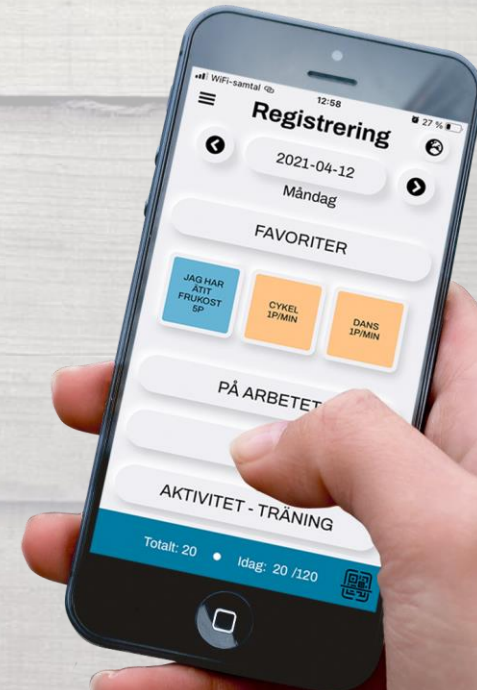 WiFi-samtal
12:58
27 %
Registrering
2021-04-12
Måndag
FAVORITER
JAG HAR
ÄTIT
FRUKOST
5P
CYKEL
1P/MIN
DANS
1P/MIN
PÅ ARBETET
AKTIVITET - TRÄNING
Totalt: 20 • Idag: 20 /120